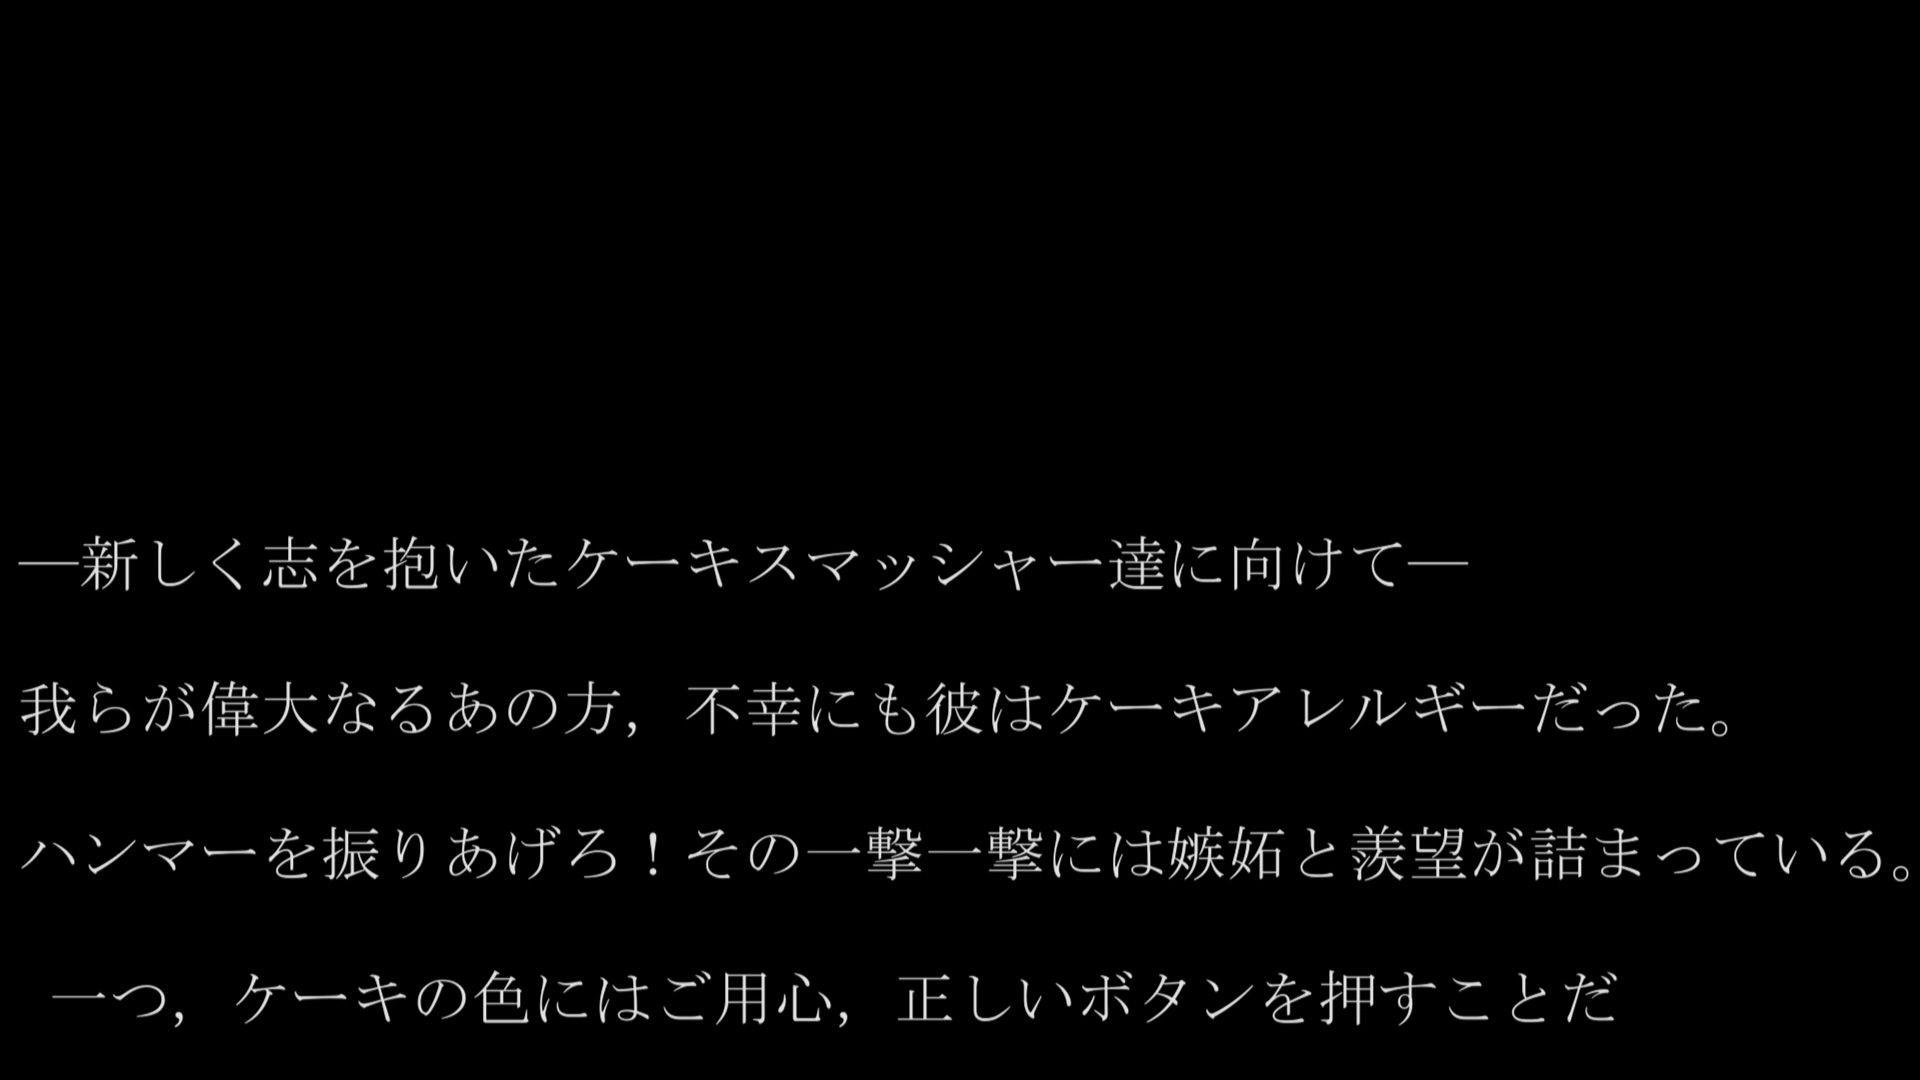 ―新しく志を抱いたケーキスマッシャー達に向けて―
我らが偉大なるあの方，不幸にも彼はケーキアレルギーだった。
ハンマーを振りあげろ！その一撃一撃には嫉妬と羨望が詰まっている。
一つ，ケーキの色にはご用心，正しいボタンを押すことだ